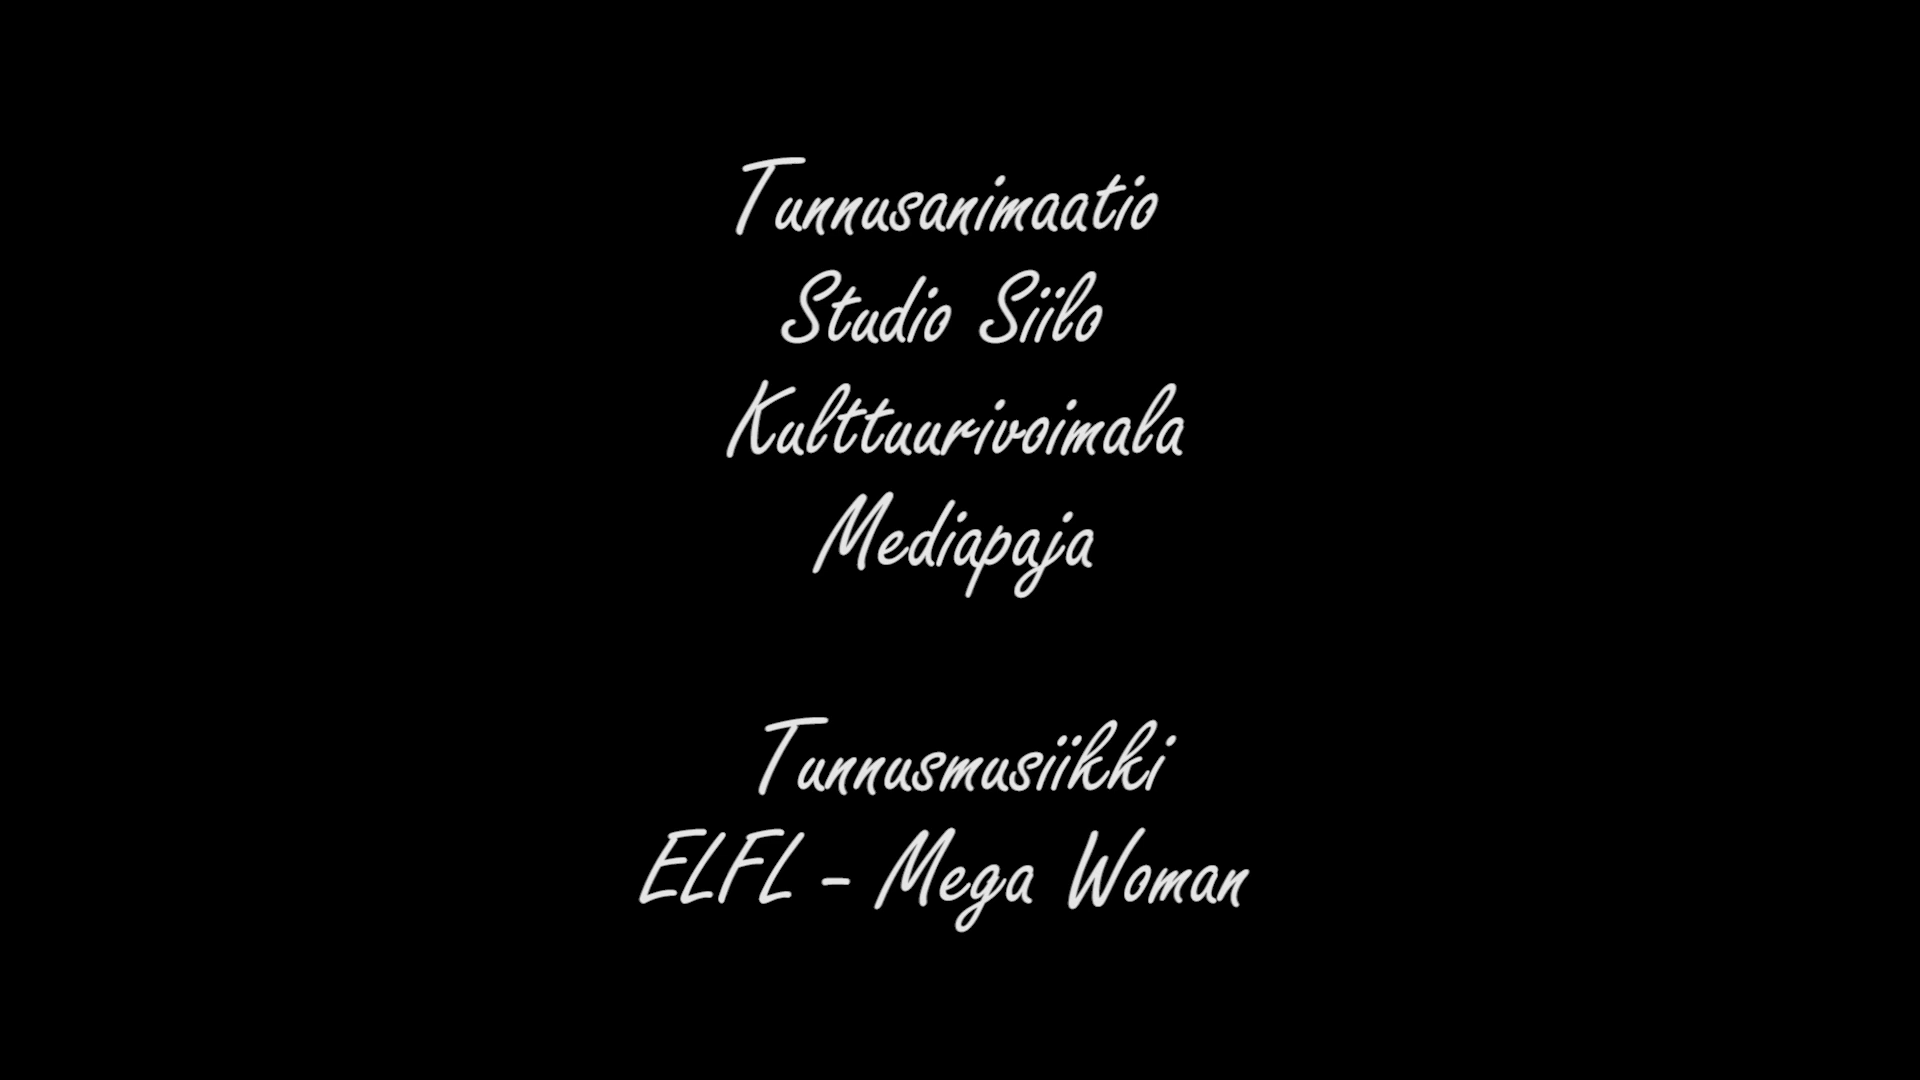 Tunnusanimaatio
Studio Siilo
Kulttuurivoimala
Mediapaja
Tunnusmusiikki
ELFL - Mega Woman